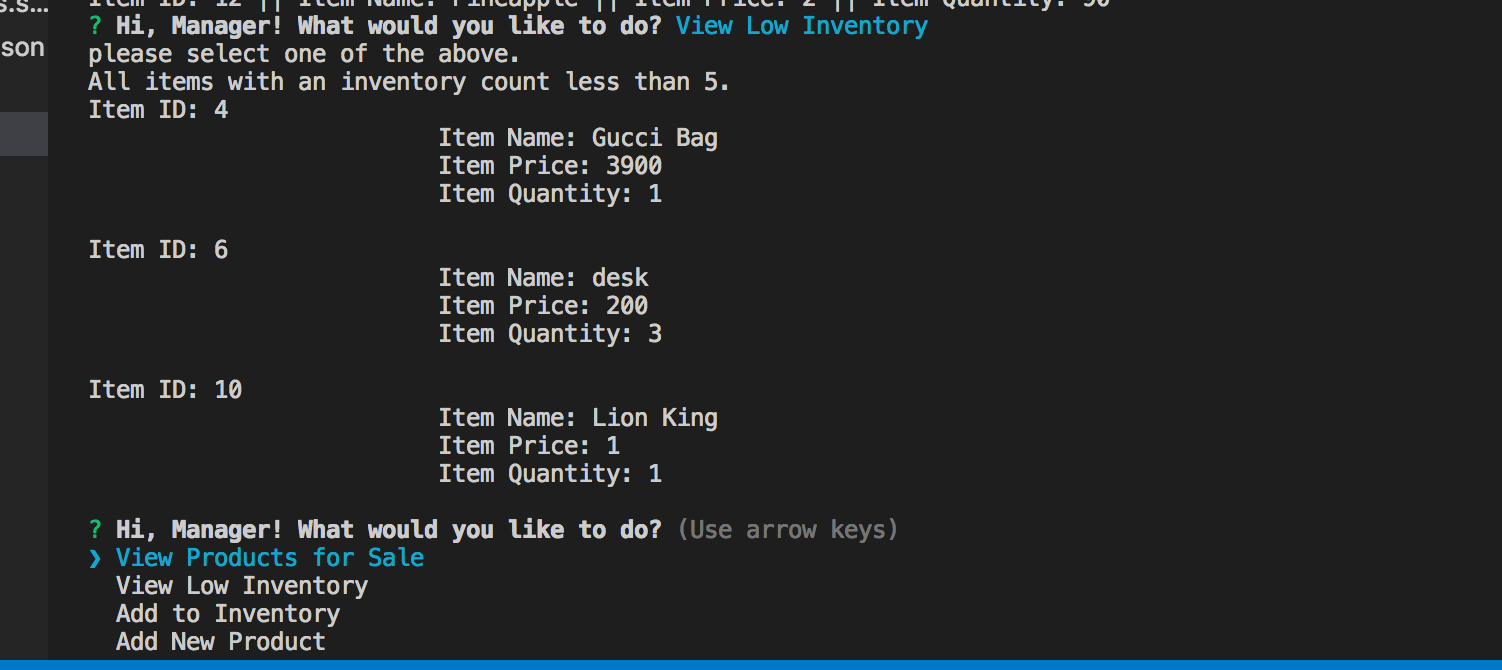 s.s...
son
Item ID: 12 || Item Name: Pineapple || Item Price: 2 || Item Quantity: 90
? Hi, Manager! What would you like to do? View Low Inventory
please select one of the above.
All items with an inventory count less than 5.
Item ID: 4
Item Name: Gucci Bag
Item Price: 3900
Item Quantity: 1
Item ID: 6
Item Name: desk
Item Price: 200
Item Quantity: 3
Item ID: 10
Item Name: Lion King
Item Price: 1
Item Quantity: 1
? Hi, Manager! What would you like to do? (Use arrow keys)
❯ View Products for Sale
View Low Inventory
Add to Inventory
Add New Product